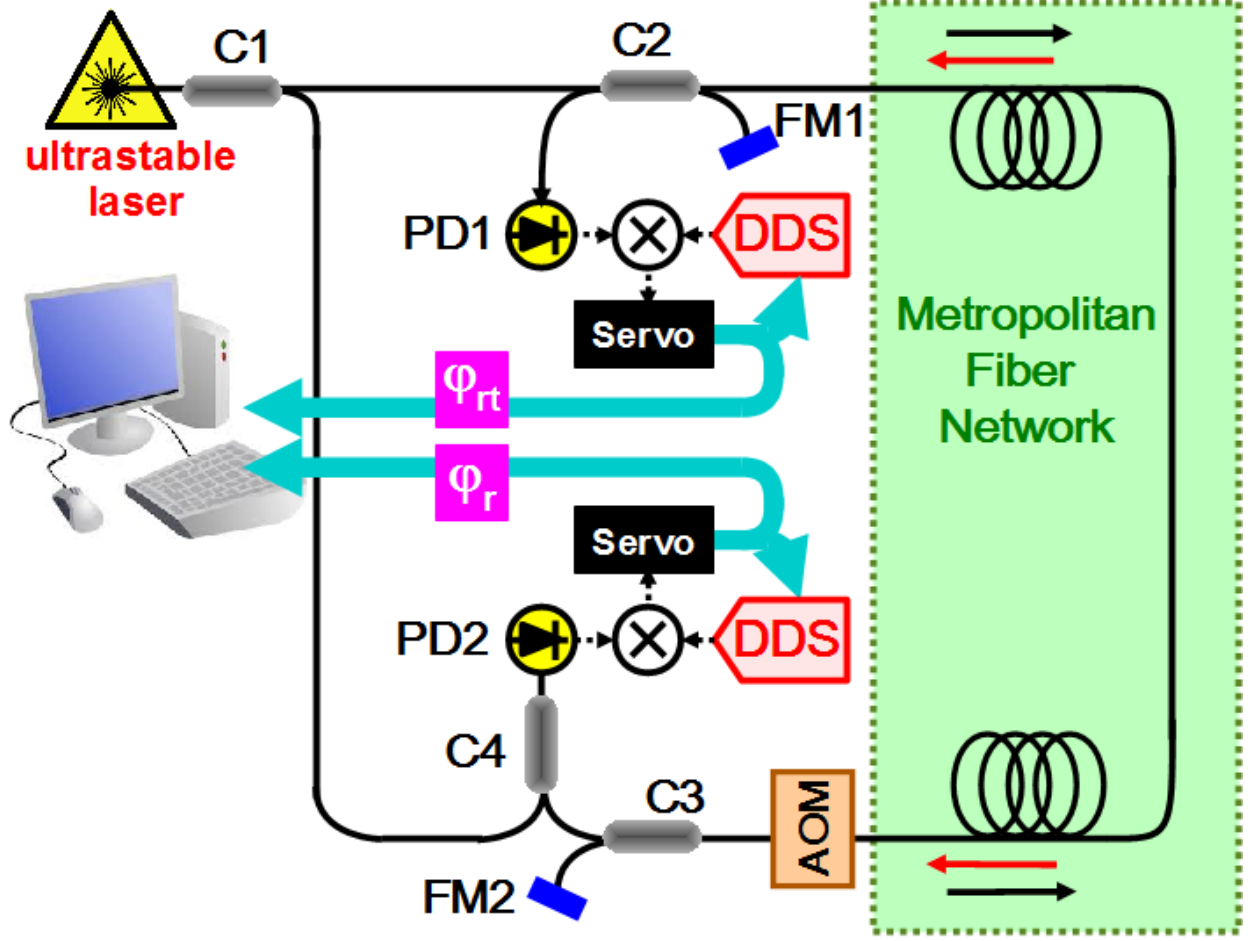 C1
C2
FM1
ultrastable
laser
PD1
DDS
Servo
Metropolitan
Fiber
Network
φrt
φr
Servo
PD2
DDS
C4
C3
AOM
FM2